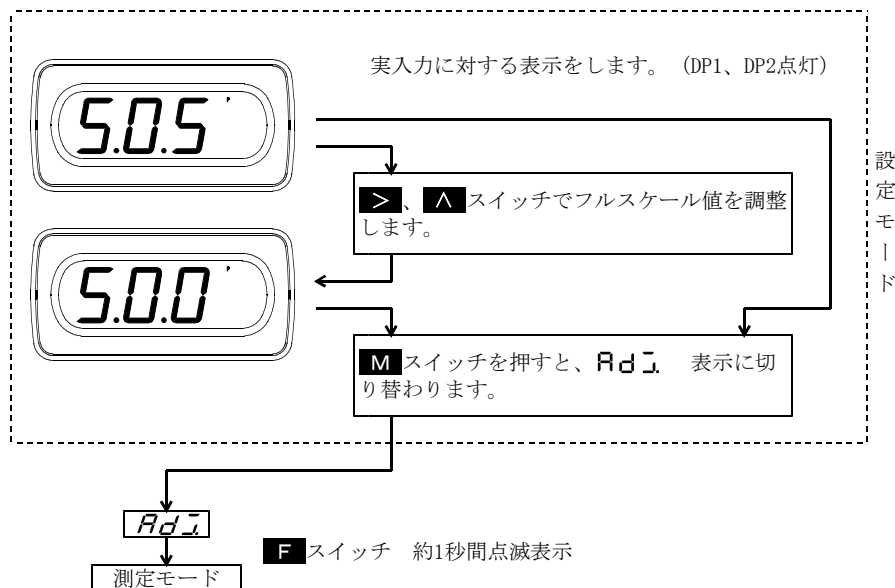 実入力に対する表示をします。 (DP1、DP2点灯)
5.0.5
> 、 ∧ スイッチでフルスケール値を調整
します。
5.0.0
M スイッチを押すと、Adj. 表示に切
り替わります。
設定モード
Adj.
F スイッチ 約1秒間点滅表示
測定モード